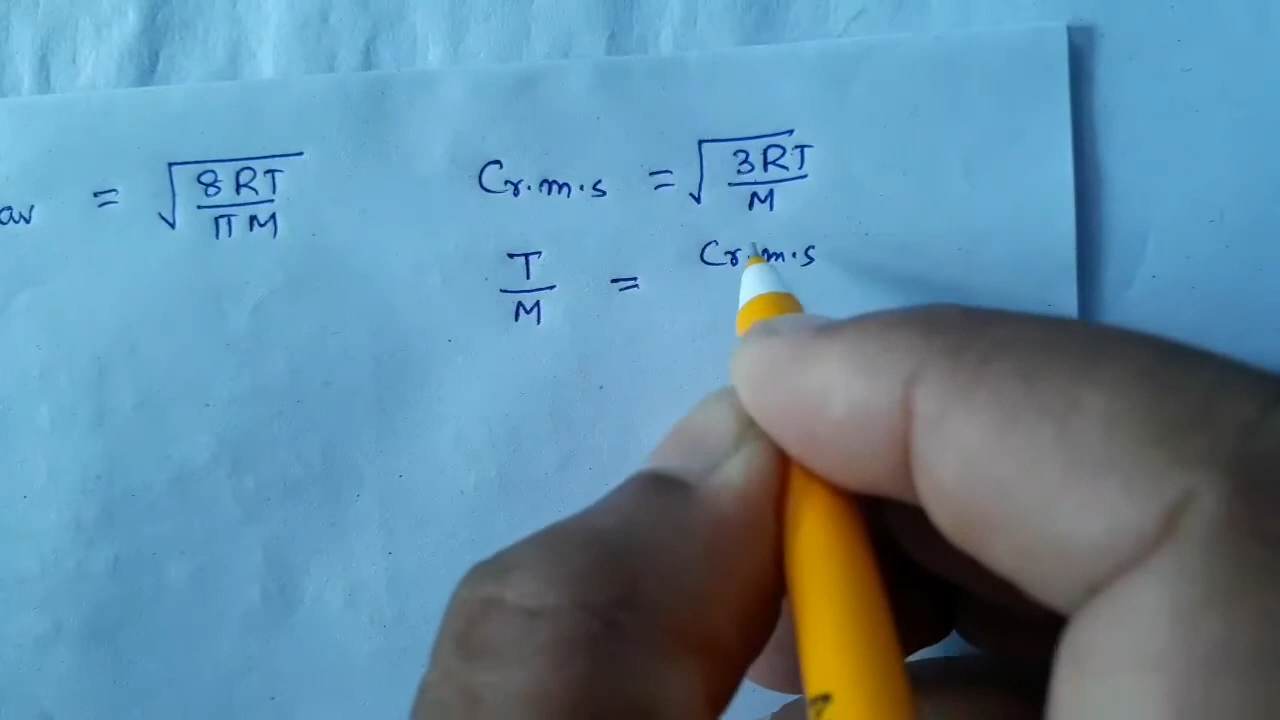 av = √(8RT/πM)
Cr.m.s = √(3RT/M)
T/M = Cr.m.s